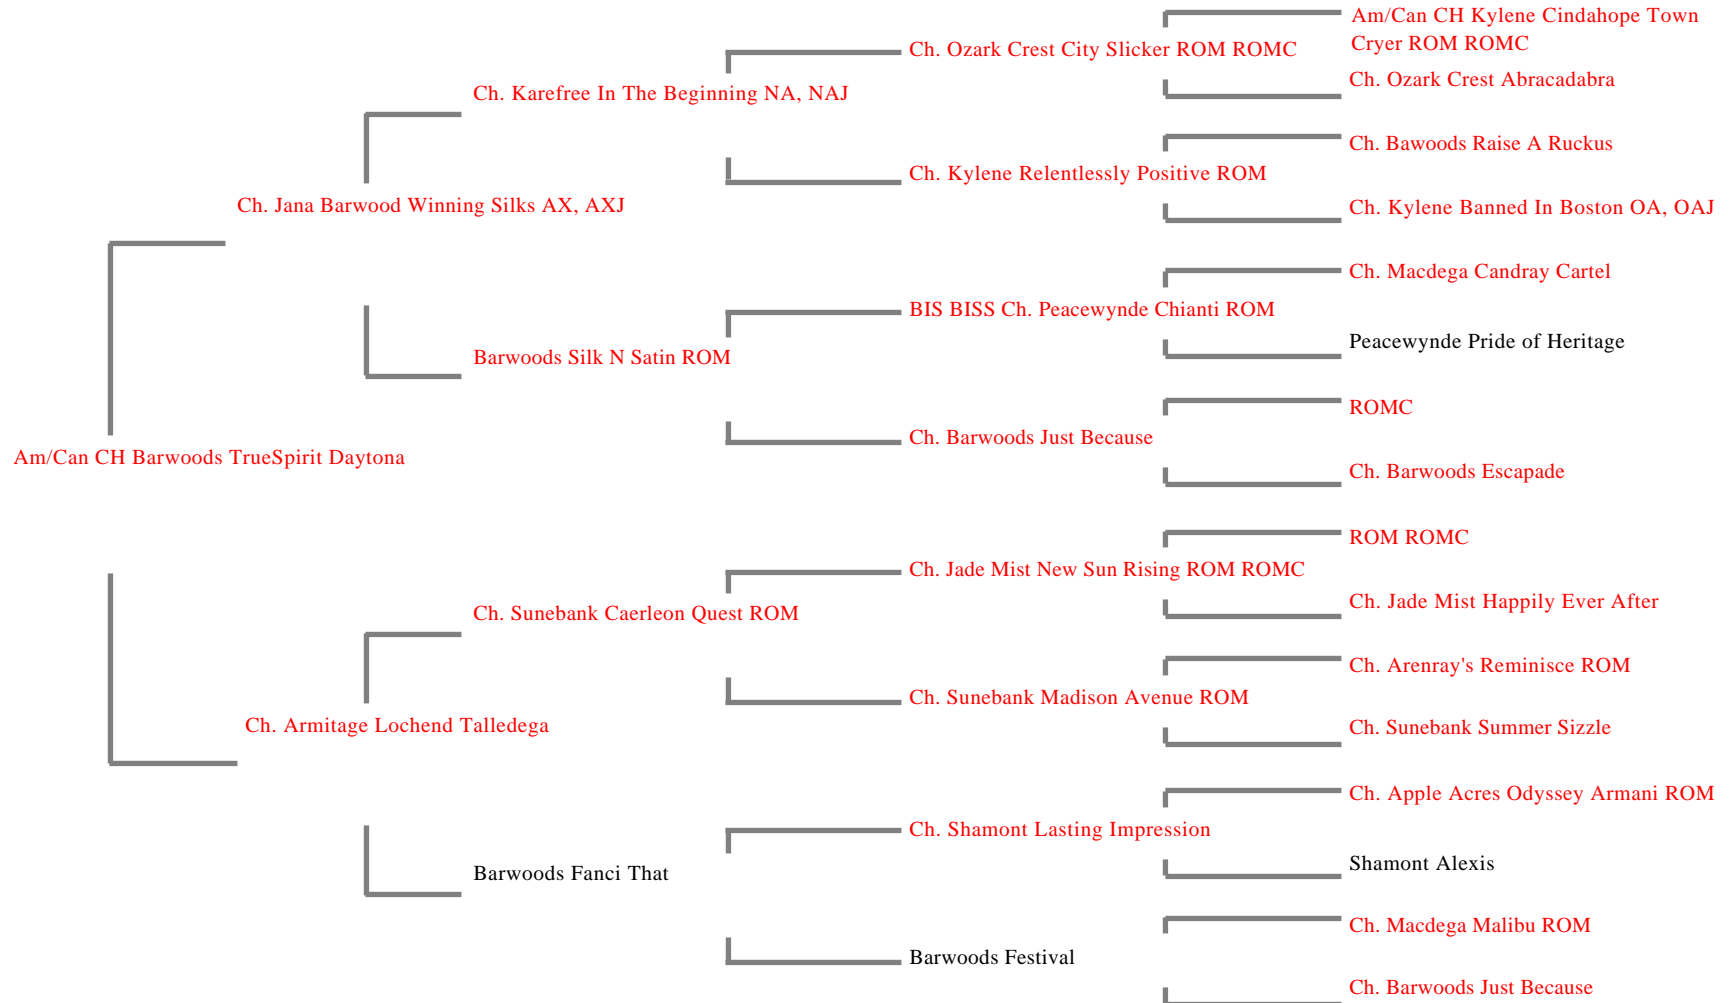 Am/Can CH Kylene Cindahope Town
Cryer ROM ROMC
Ch. Ozark Crest City Slicker ROM ROMC
Ch. Ozark Crest Abracadabra
Ch. Karefree In The Beginning NA, NAJ
Ch. Bawoods Raise A Ruckus
Ch. Kylene Relentlessly Positive ROM
Ch. Jana Barwood Winning Silks AX, AXJ
Ch. Kylene Banned In Boston OA, OAJ
Ch. Macdega Candray Cartel
BIS BISS Ch. Peacewynde Chianti ROM
Peacewynde Pride of Heritage
Barwoods Silk N Satin ROM
ROMC
Ch. Barwoods Just Because
Am/Can CH Barwoods TrueSpirit Daytona
Ch. Barwoods Escapade
ROM ROMC
Ch. Jade Mist New Sun Rising ROM ROMC
Ch. Jade Mist Happily Ever After
Ch. Sunebank Caerleon Quest ROM
Ch. Arenray's Reminisce ROM
Ch. Sunebank Madison Avenue ROM
Ch. Armitage Lochend Talledega
Ch. Sunebank Summer Sizzle
Ch. Apple Acres Odyssey Armani ROM
Ch. Shamont Lasting Impression
Shamont Alexis
Barwoods Fanci That
Ch. Macdega Malibu ROM
Barwoods Festival
Ch. Barwoods Just Because